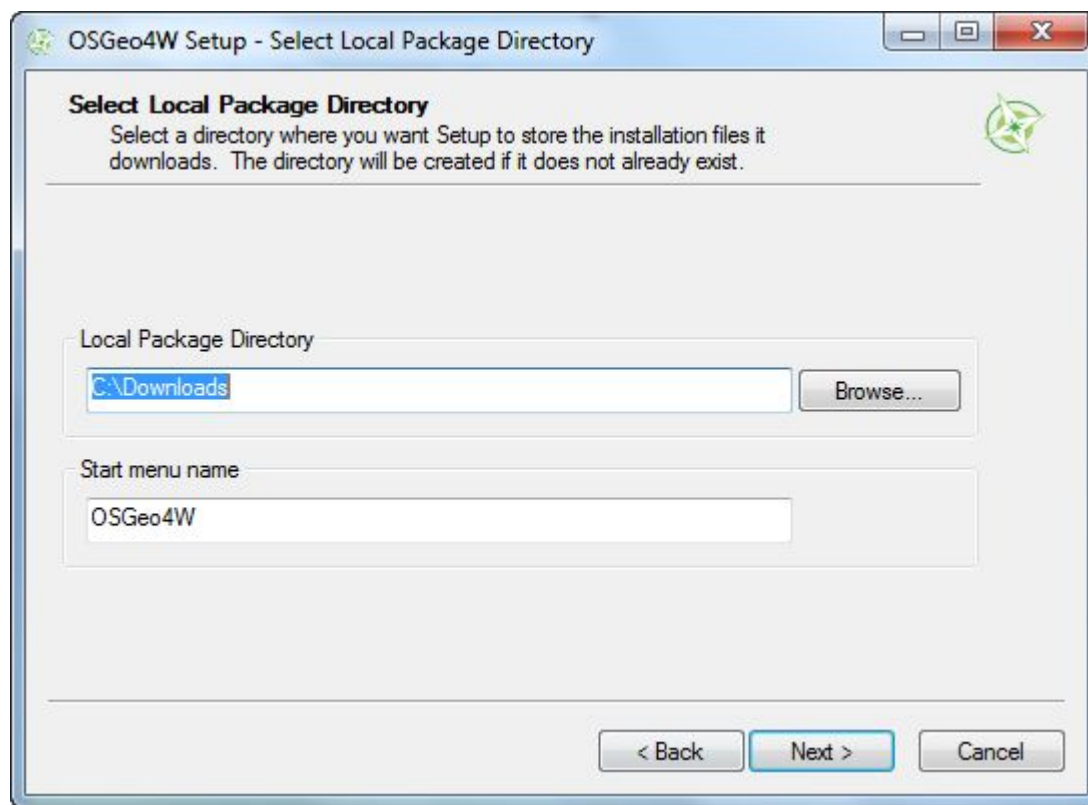 OSGeo4W Setup - Select Local Package Directory
Select Local Package Directory
Select a directory where you want Setup to store the installation files it
downloads.  The directory will be created if it does not already exist.
Local Package Directory
C:\Downloads
Browse...
Start menu name
OSGeo4W
< Back
Next >
Cancel